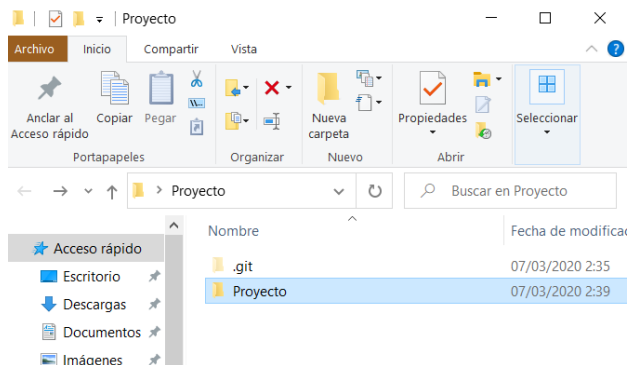 Proyecto
Archivo Inicio Compartir Vista
Anclar al Acceso rápido
Copiar
Pegar
Nueva carpeta
Propiedades
Seleccionar
Portapapeles Organizar Nuevo Abrir
Proyecto
Buscar en Proyecto
Nombre Fecha de modifica
Acceso rápido
.git 07/03/2020 2:35
Escritorio
Proyecto 07/03/2020 2:39
Descargas
Documentos
Imágenes